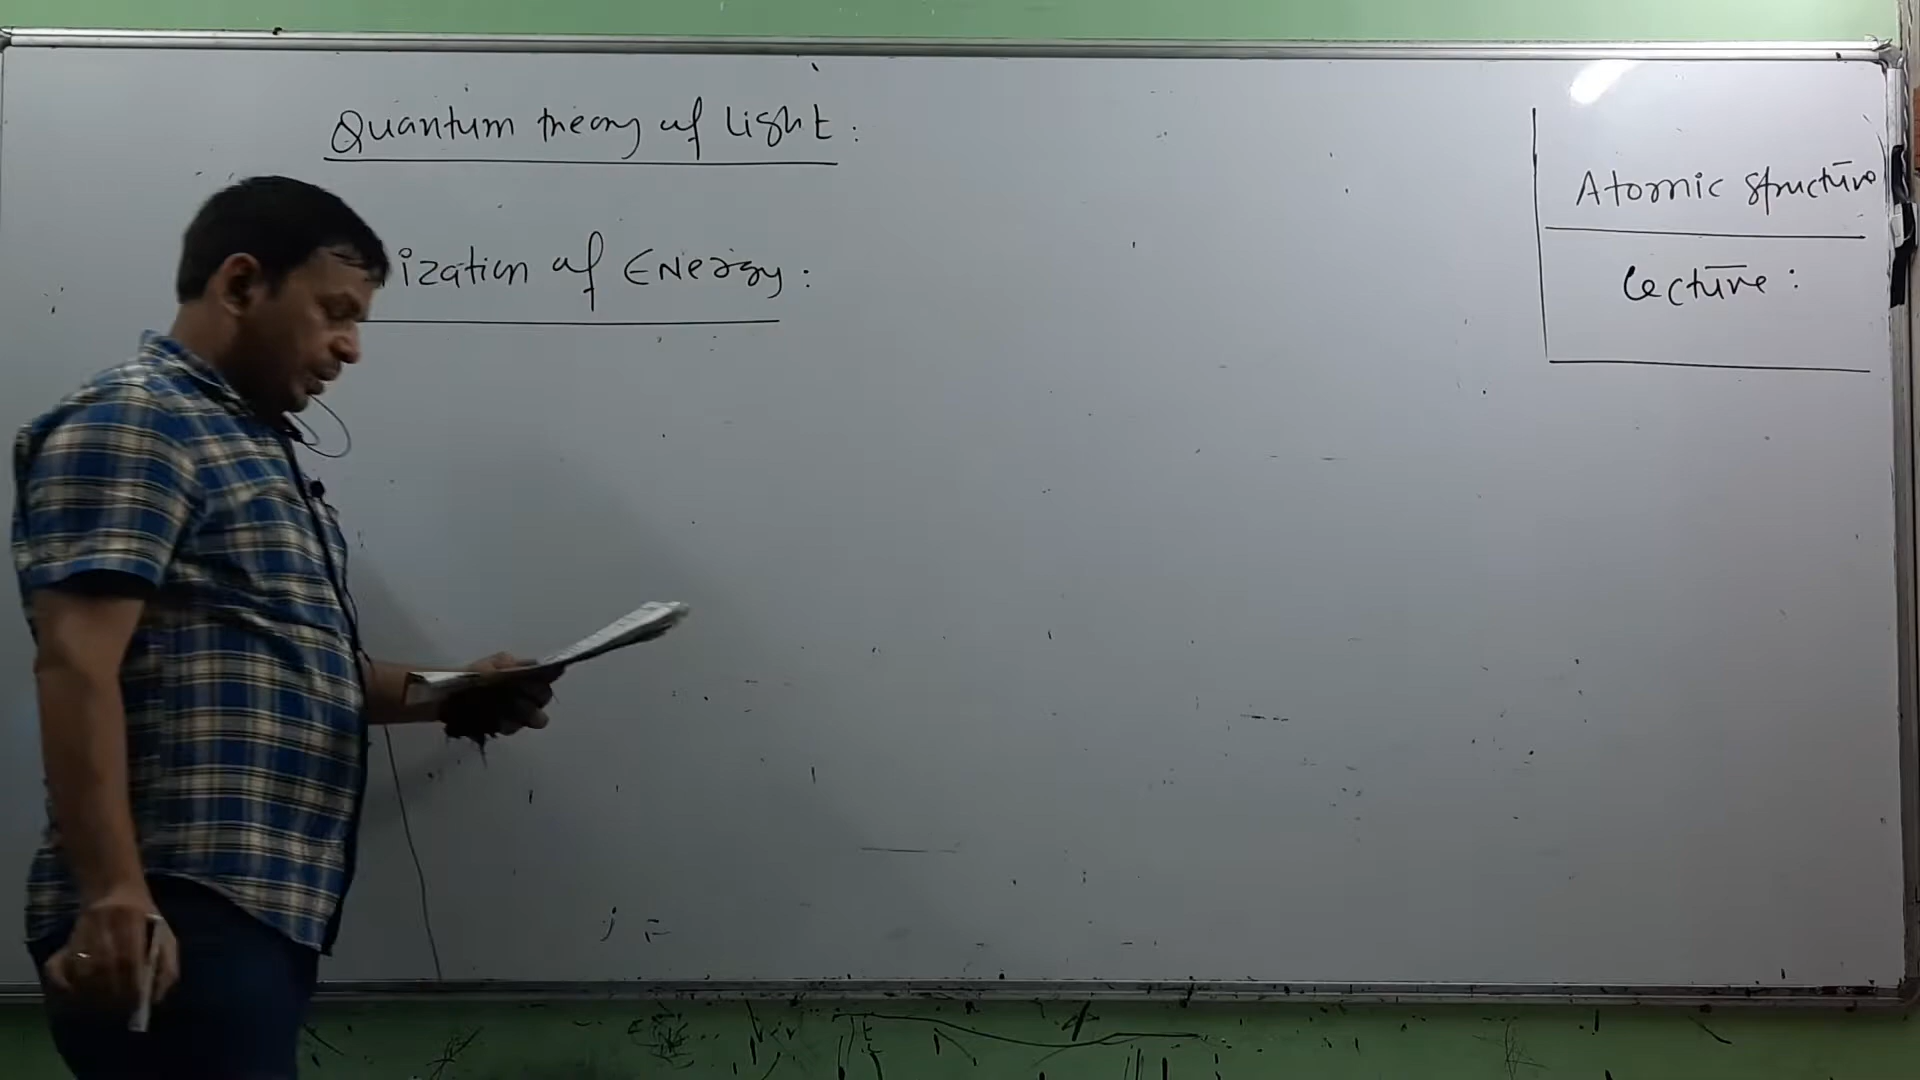 Quantum theory of Light:
ization of Energy:
Atomic structure
Lecture: